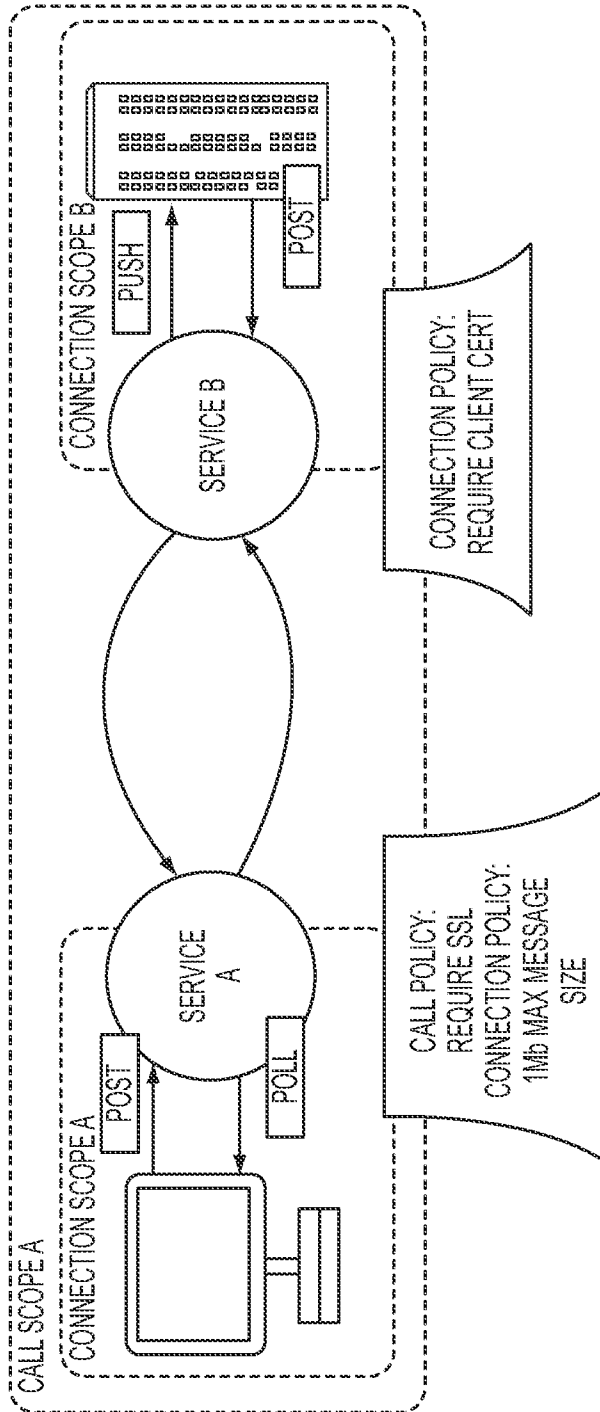 CALL SCOPE A
CONNECTION SCOPE A
POST
POLL
SERVICE
A
CONNECTION SCOPE B
SERVICE B
PUSH
POST
CALL POLICY:
REQUIRE SSL
CONNECTION POLICY:
1Mb MAX MESSAGE
SIZE
CONNECTION POLICY:
REQUIRE CLIENT CERT